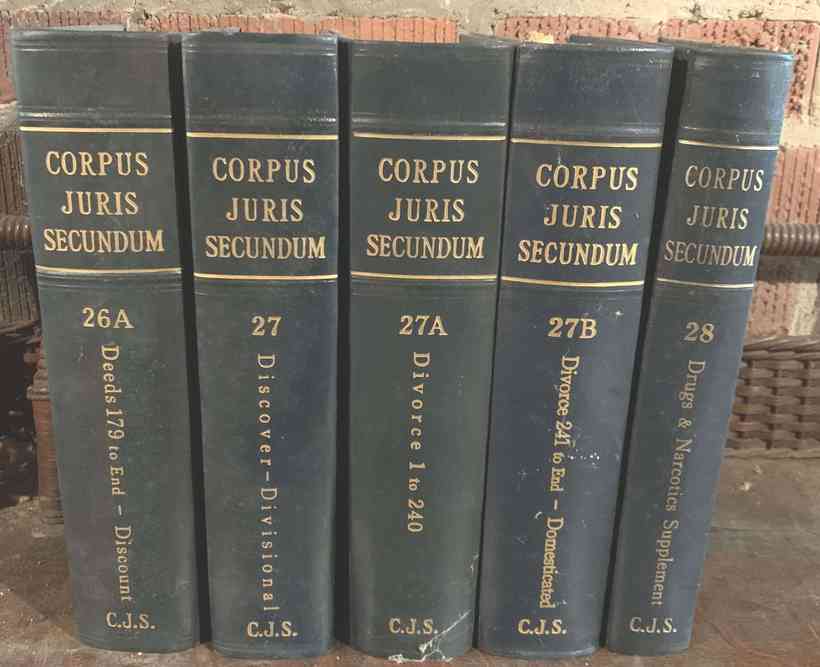 CORPUS
JURIS
SECUNDUM
26A
Deeds 179 to End – Discount
C.J.S.
CORPUS
JURIS
SECUNDUM
27
Discover–Divisional
C.J.S.
CORPUS
JURIS
SECUNDUM
27A
Divorce 1 to 240
C.J.S.
CORPUS
JURIS
SECUNDUM
27B
Divorce 241 to End – Domesticated
C.J.S.
CORPUS
JURIS
SECUNDUM
28
Drugs & Narcotics Supplement
C.J.S.